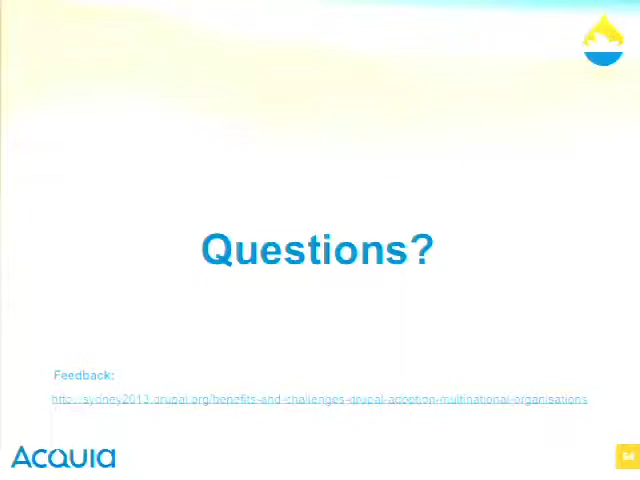 Questions?
Feedback:
http://sydney2013.drupal.org/benefits-and-challenges-drupal-adoption-multinational-organisations
Acquia